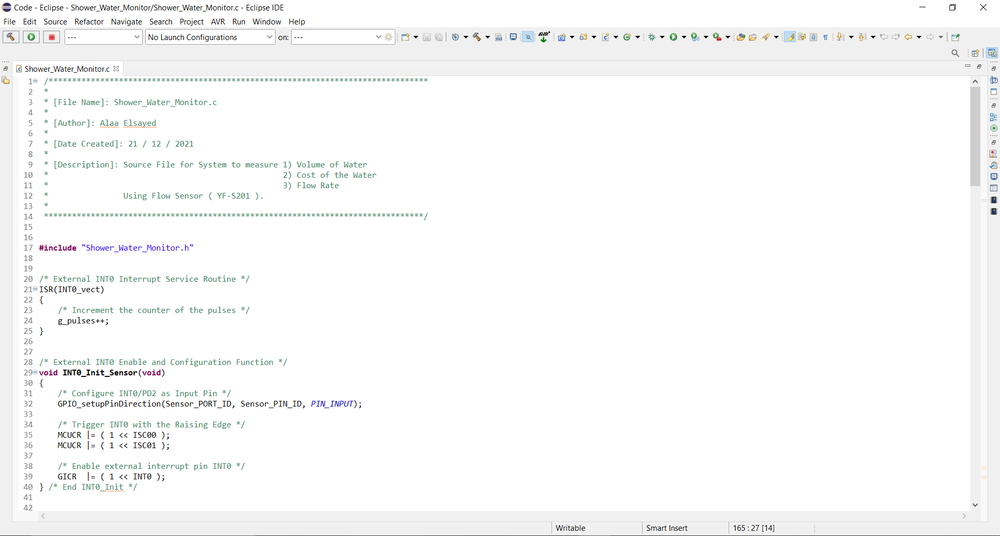 Code - Eclipse - Shower_Water_Monitor/Shower_Water_Monitor.c - Eclipse IDE
File Edit Source Refactor Navigate Search Project AVR Run Window Help
--- No Launch Configurations on: --- 010 AVR
Shower_Water_Monitor.c
1 /*********************************************************************************
2 *
3 * [File Name]: Shower_Water_Monitor.c
4 *
5 * [Author]: Alaa Elsayed
6 *
7 * [Date Created]: 21 / 12 / 2021
8 *
9 * [Description]: Source File for System to measure 1) Volume of Water
10 * 2) Cost of the Water
11 * 3) Flow Rate
12 * Using Flow Sensor ( YF-S201 ).
13 *
14 *********************************************************************************/
15
16
17 #include "Shower_Water_Monitor.h"
18
19
20 /* External INT0 Interrupt Service Routine */
21 ISR(INT0_vect)
22 {
23 /* Increment the counter of the pulses */
24 g_pulses++;
25 }
26
27
28 /* External INT0 Enable and Configuration Function */
29 void INT0_Init_Sensor(void)
30 {
31 /* Configure INT0/PD2 as Input Pin */
32 GPIO_setupPinDirection(Sensor_PORT_ID, Sensor_PIN_ID, PIN_INPUT);
33
34 /* Trigger INT0 with the Raising Edge */
35 MCUCR |= ( 1 << ISC00 );
36 MCUCR |= ( 1 << ISC01 );
37
38 /* Enable external interrupt pin INT0 */
39 GICR |= ( 1 << INT0 );
40 } /* End INT0_Init */
41
42
Writable Smart Insert 165 : 27 [14]